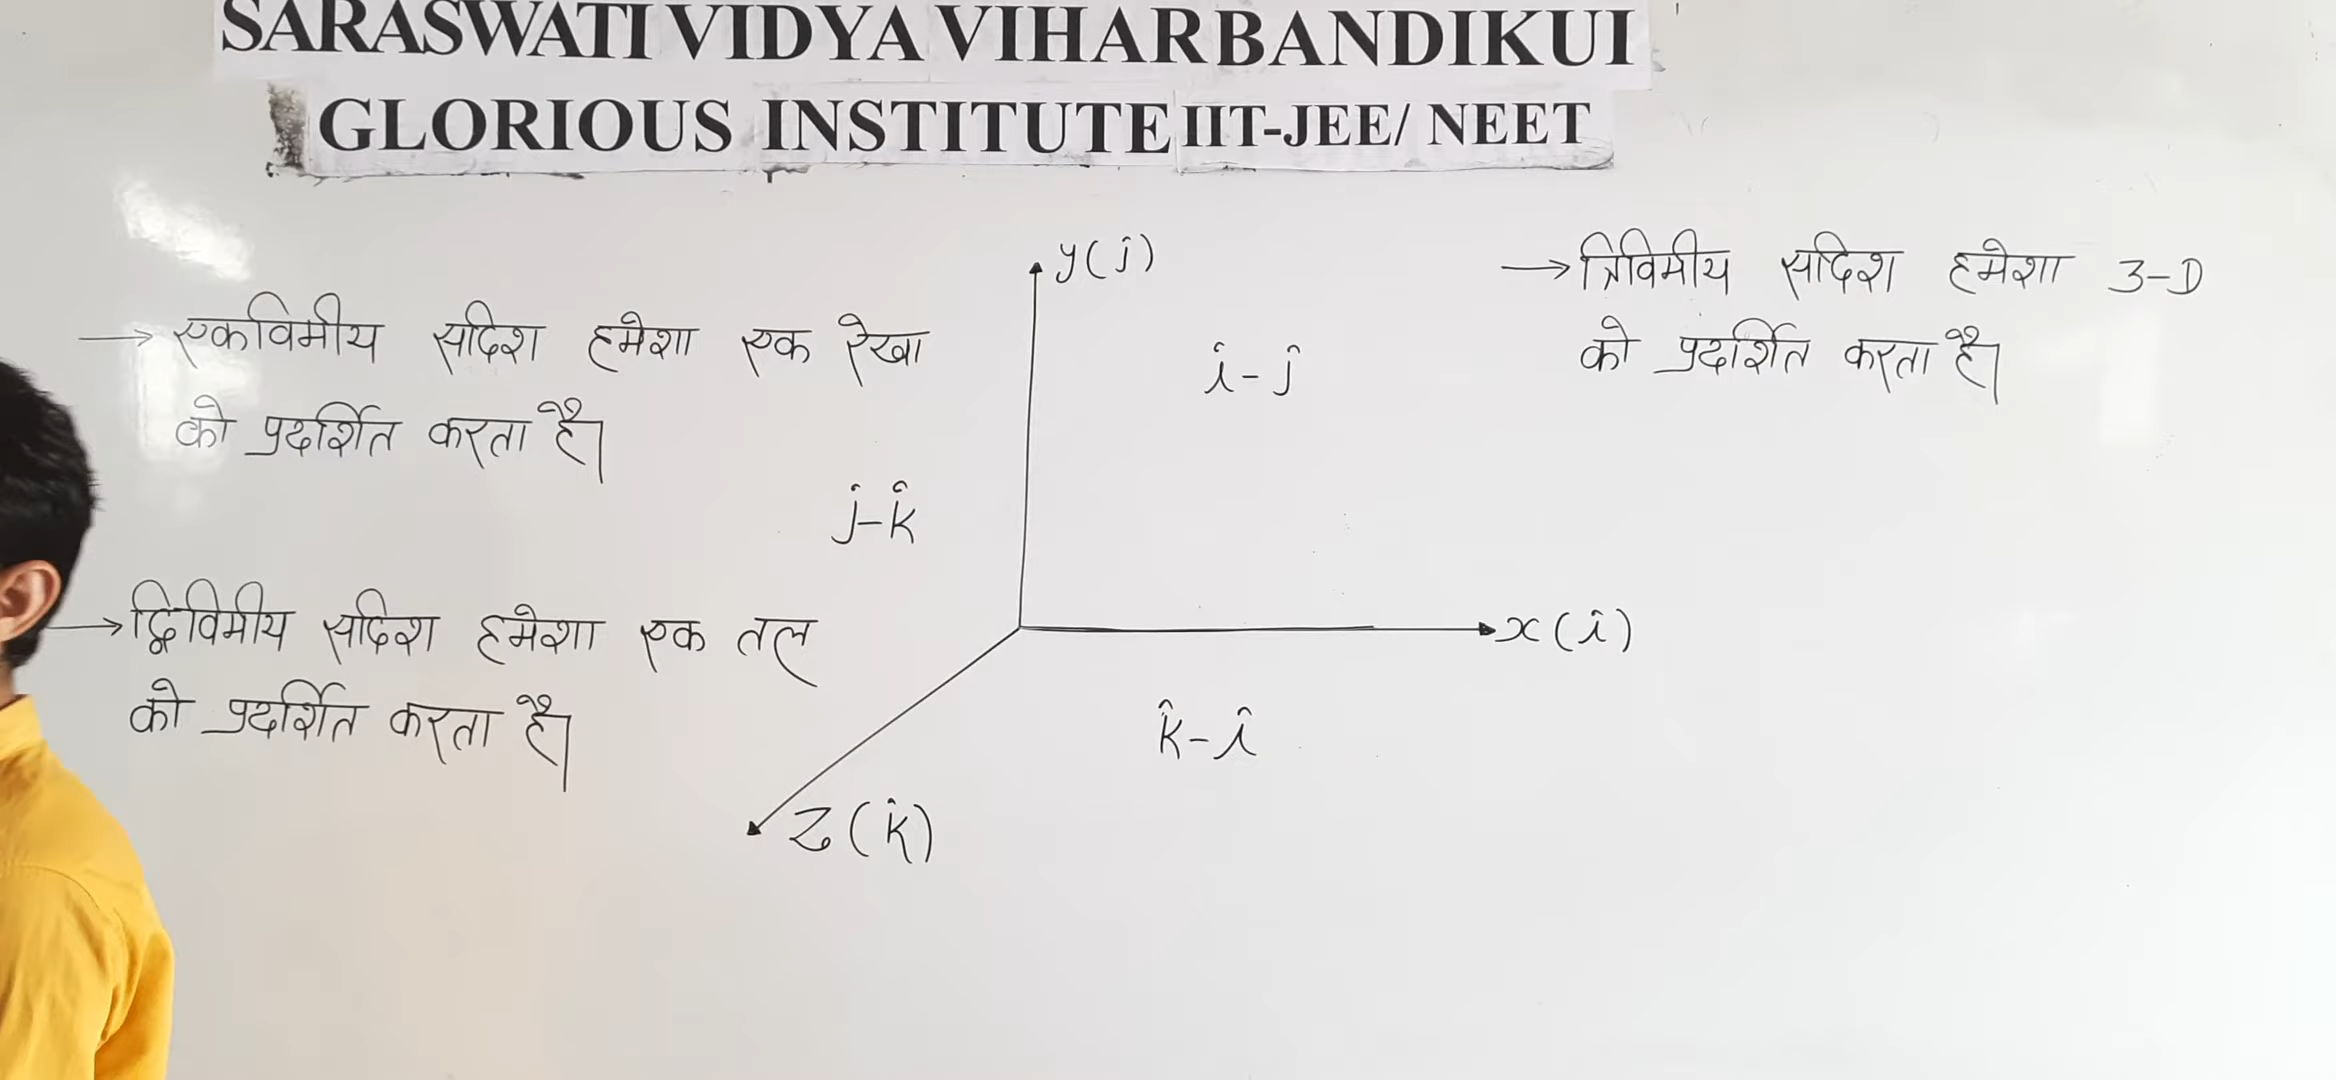 SARASWATI VIDYA VIHAR BANDIKUI
GLORIOUS INSTITUTE IIT-JEE/ NEET
→ एकविमीय सदिश हमेशा एक रेखा
को प्रदर्शित करता है।
→ द्विविमीय सदिश हमेशा एक तल
को प्रदर्शित करता है।
y(ĵ)
î-ĵ
ĵ-k̂
x(î)
k̂-î
z(k̂)
→ त्रिविमीय सदिश हमेशा 3-D
को प्रदर्शित करता है।